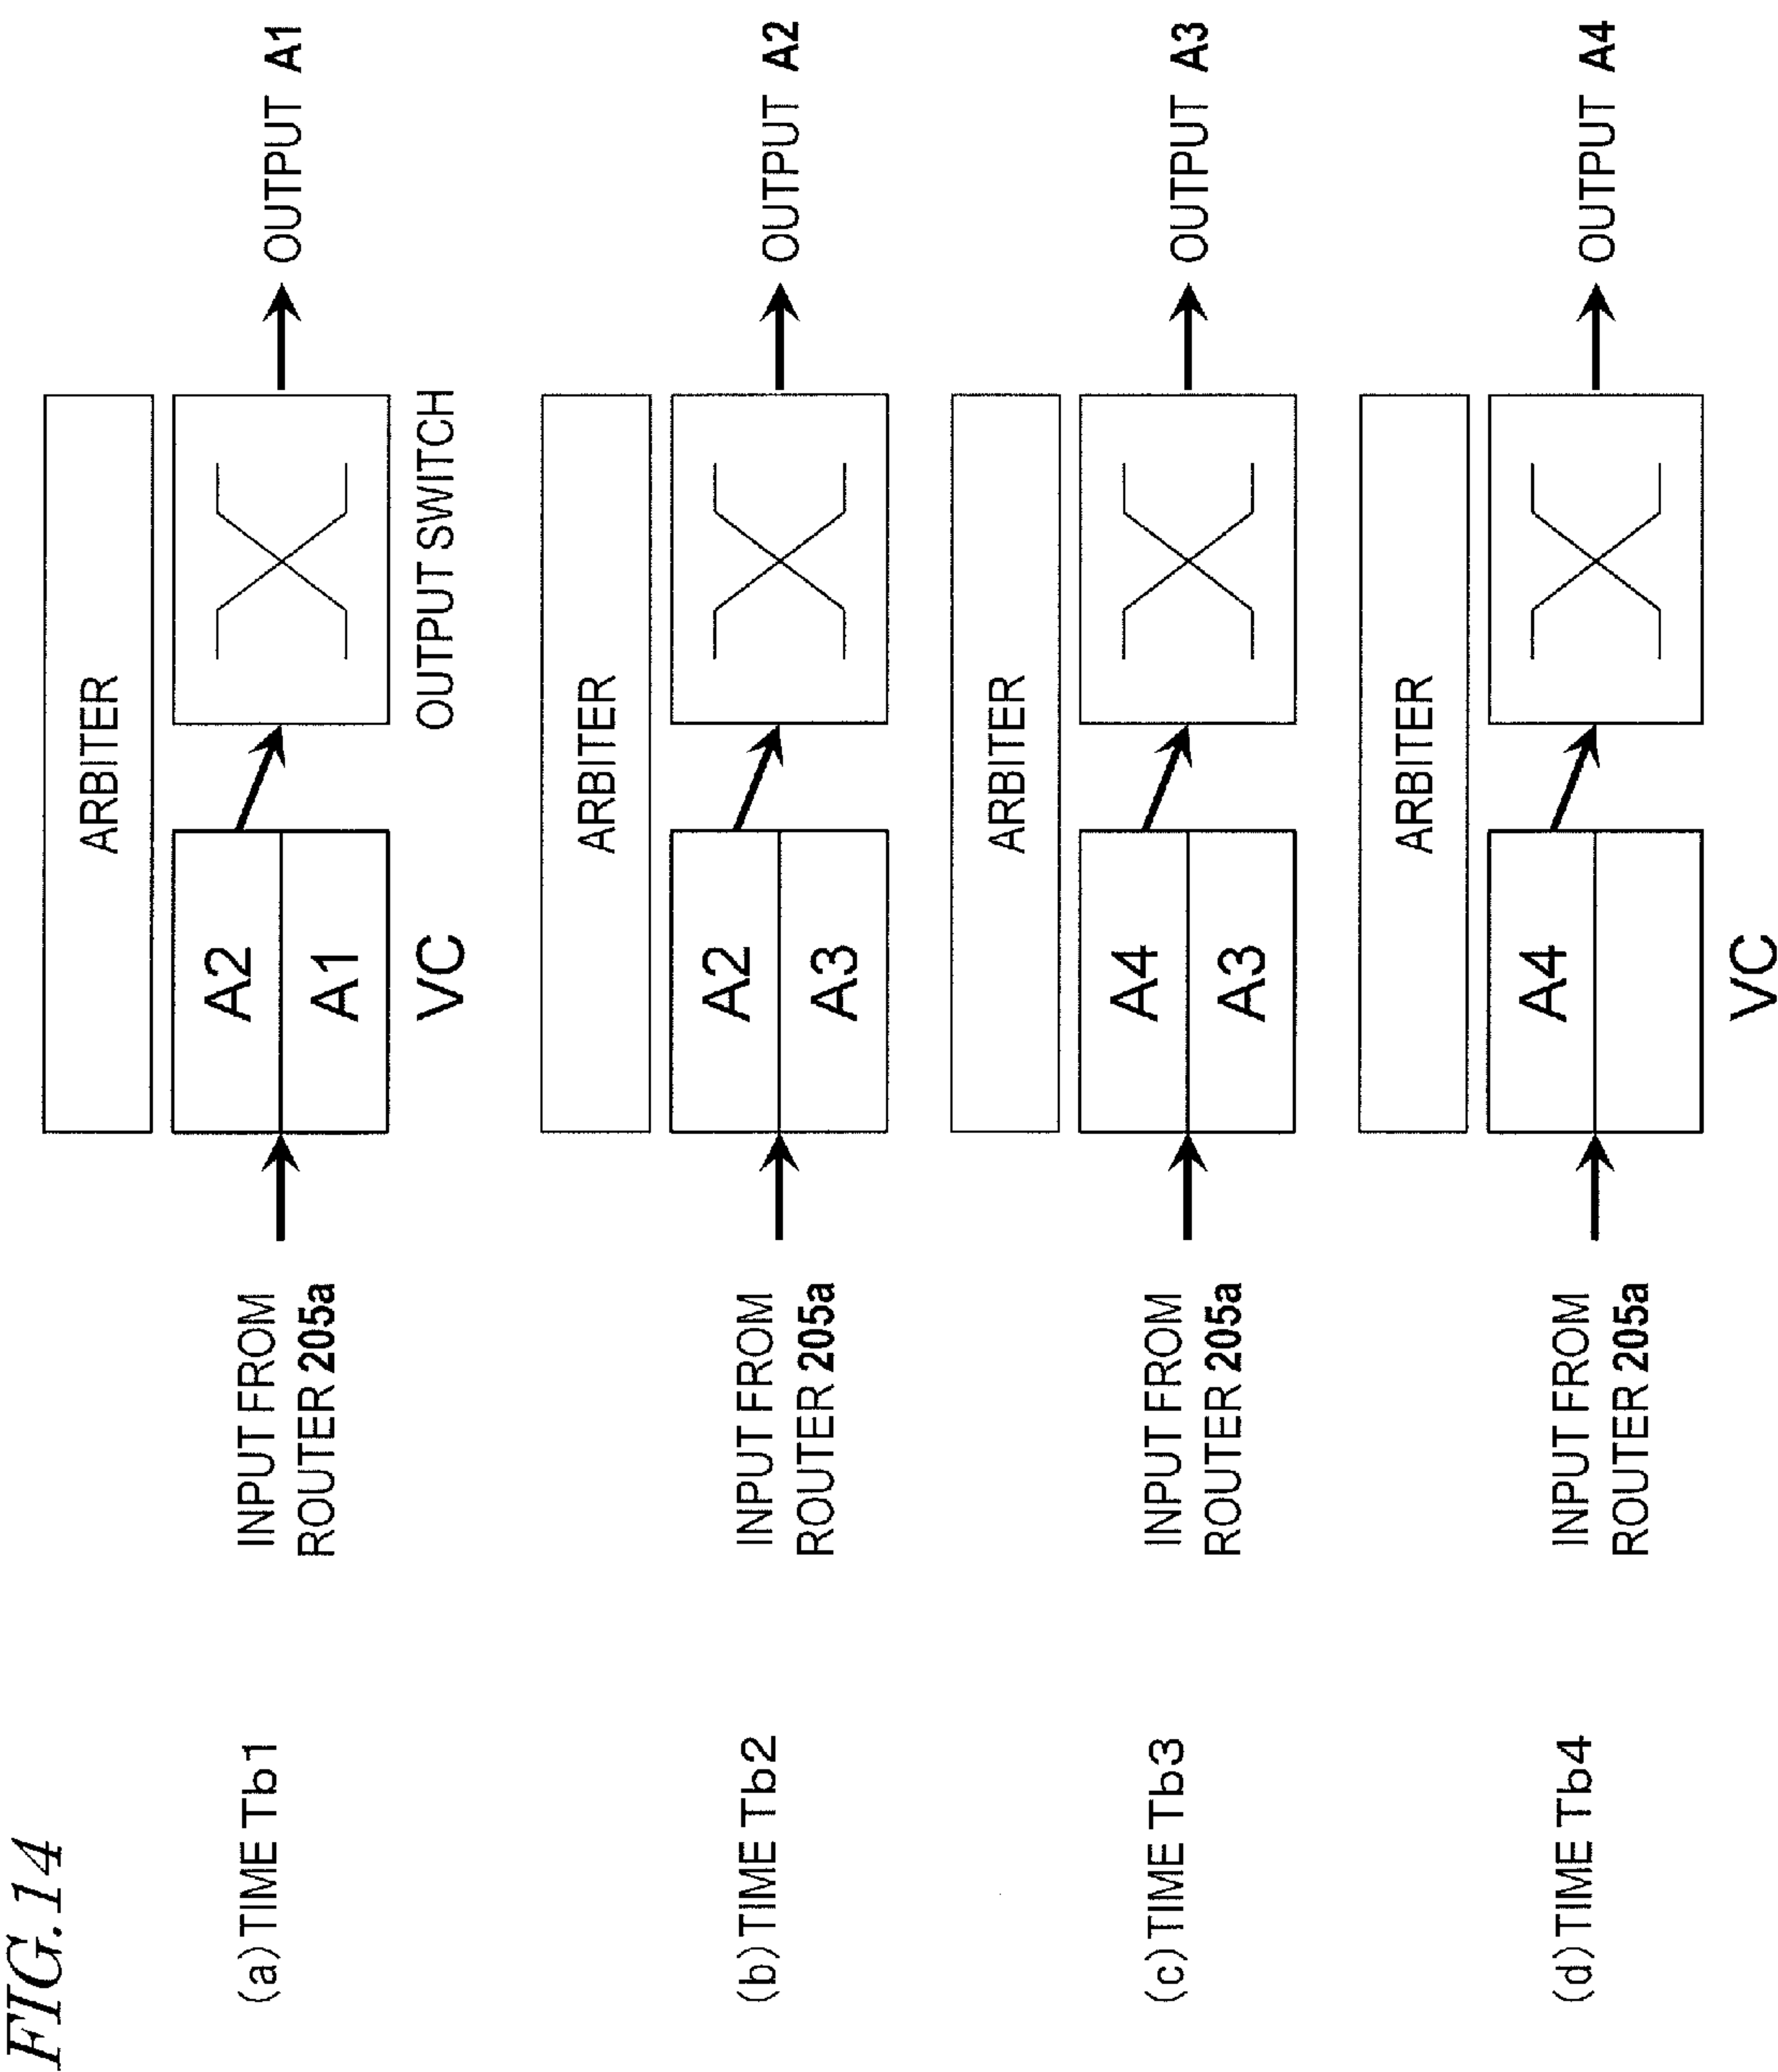 FIG.14
(a) TIME Tb1
INPUT FROM
ROUTER 205a
ARBITER
A2
A1
VC
OUTPUT SWITCH
OUTPUT A1
(b) TIME Tb2
INPUT FROM
ROUTER 205a
ARBITER
A2
A3
OUTPUT A2
(c) TIME Tb3
INPUT FROM
ROUTER 205a
ARBITER
A4
A3
OUTPUT A3
(d) TIME Tb4
INPUT FROM
ROUTER 205a
ARBITER
A4
VC
OUTPUT A4